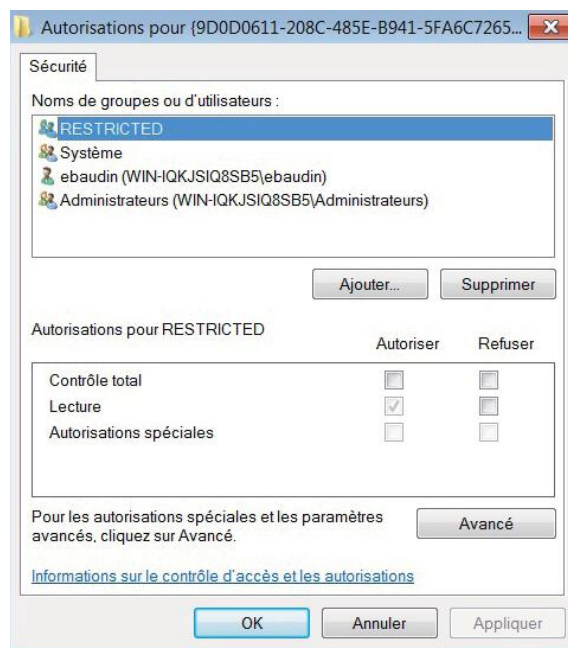 Autorisations pour {9D0D0611-208C-485E-B941-5FA6C7265...
Sécurité
Noms de groupes ou d'utilisateurs :
RESTRICTED
Système
ebaudin (WIN-IQKJSIQ8SB5\ebaudin)
Administrateurs (WIN-IQKJSIQ8SB5\Administrateurs)
Ajouter... Supprimer
Autorisations pour RESTRICTED Autoriser Refuser
Contrôle total
Lecture
Autorisations spéciales
Pour les autorisations spéciales et les paramètres
avancés, cliquez sur Avancé.
Avancé
Informations sur le contrôle d'accès et les autorisations
OK Annuler Appliquer